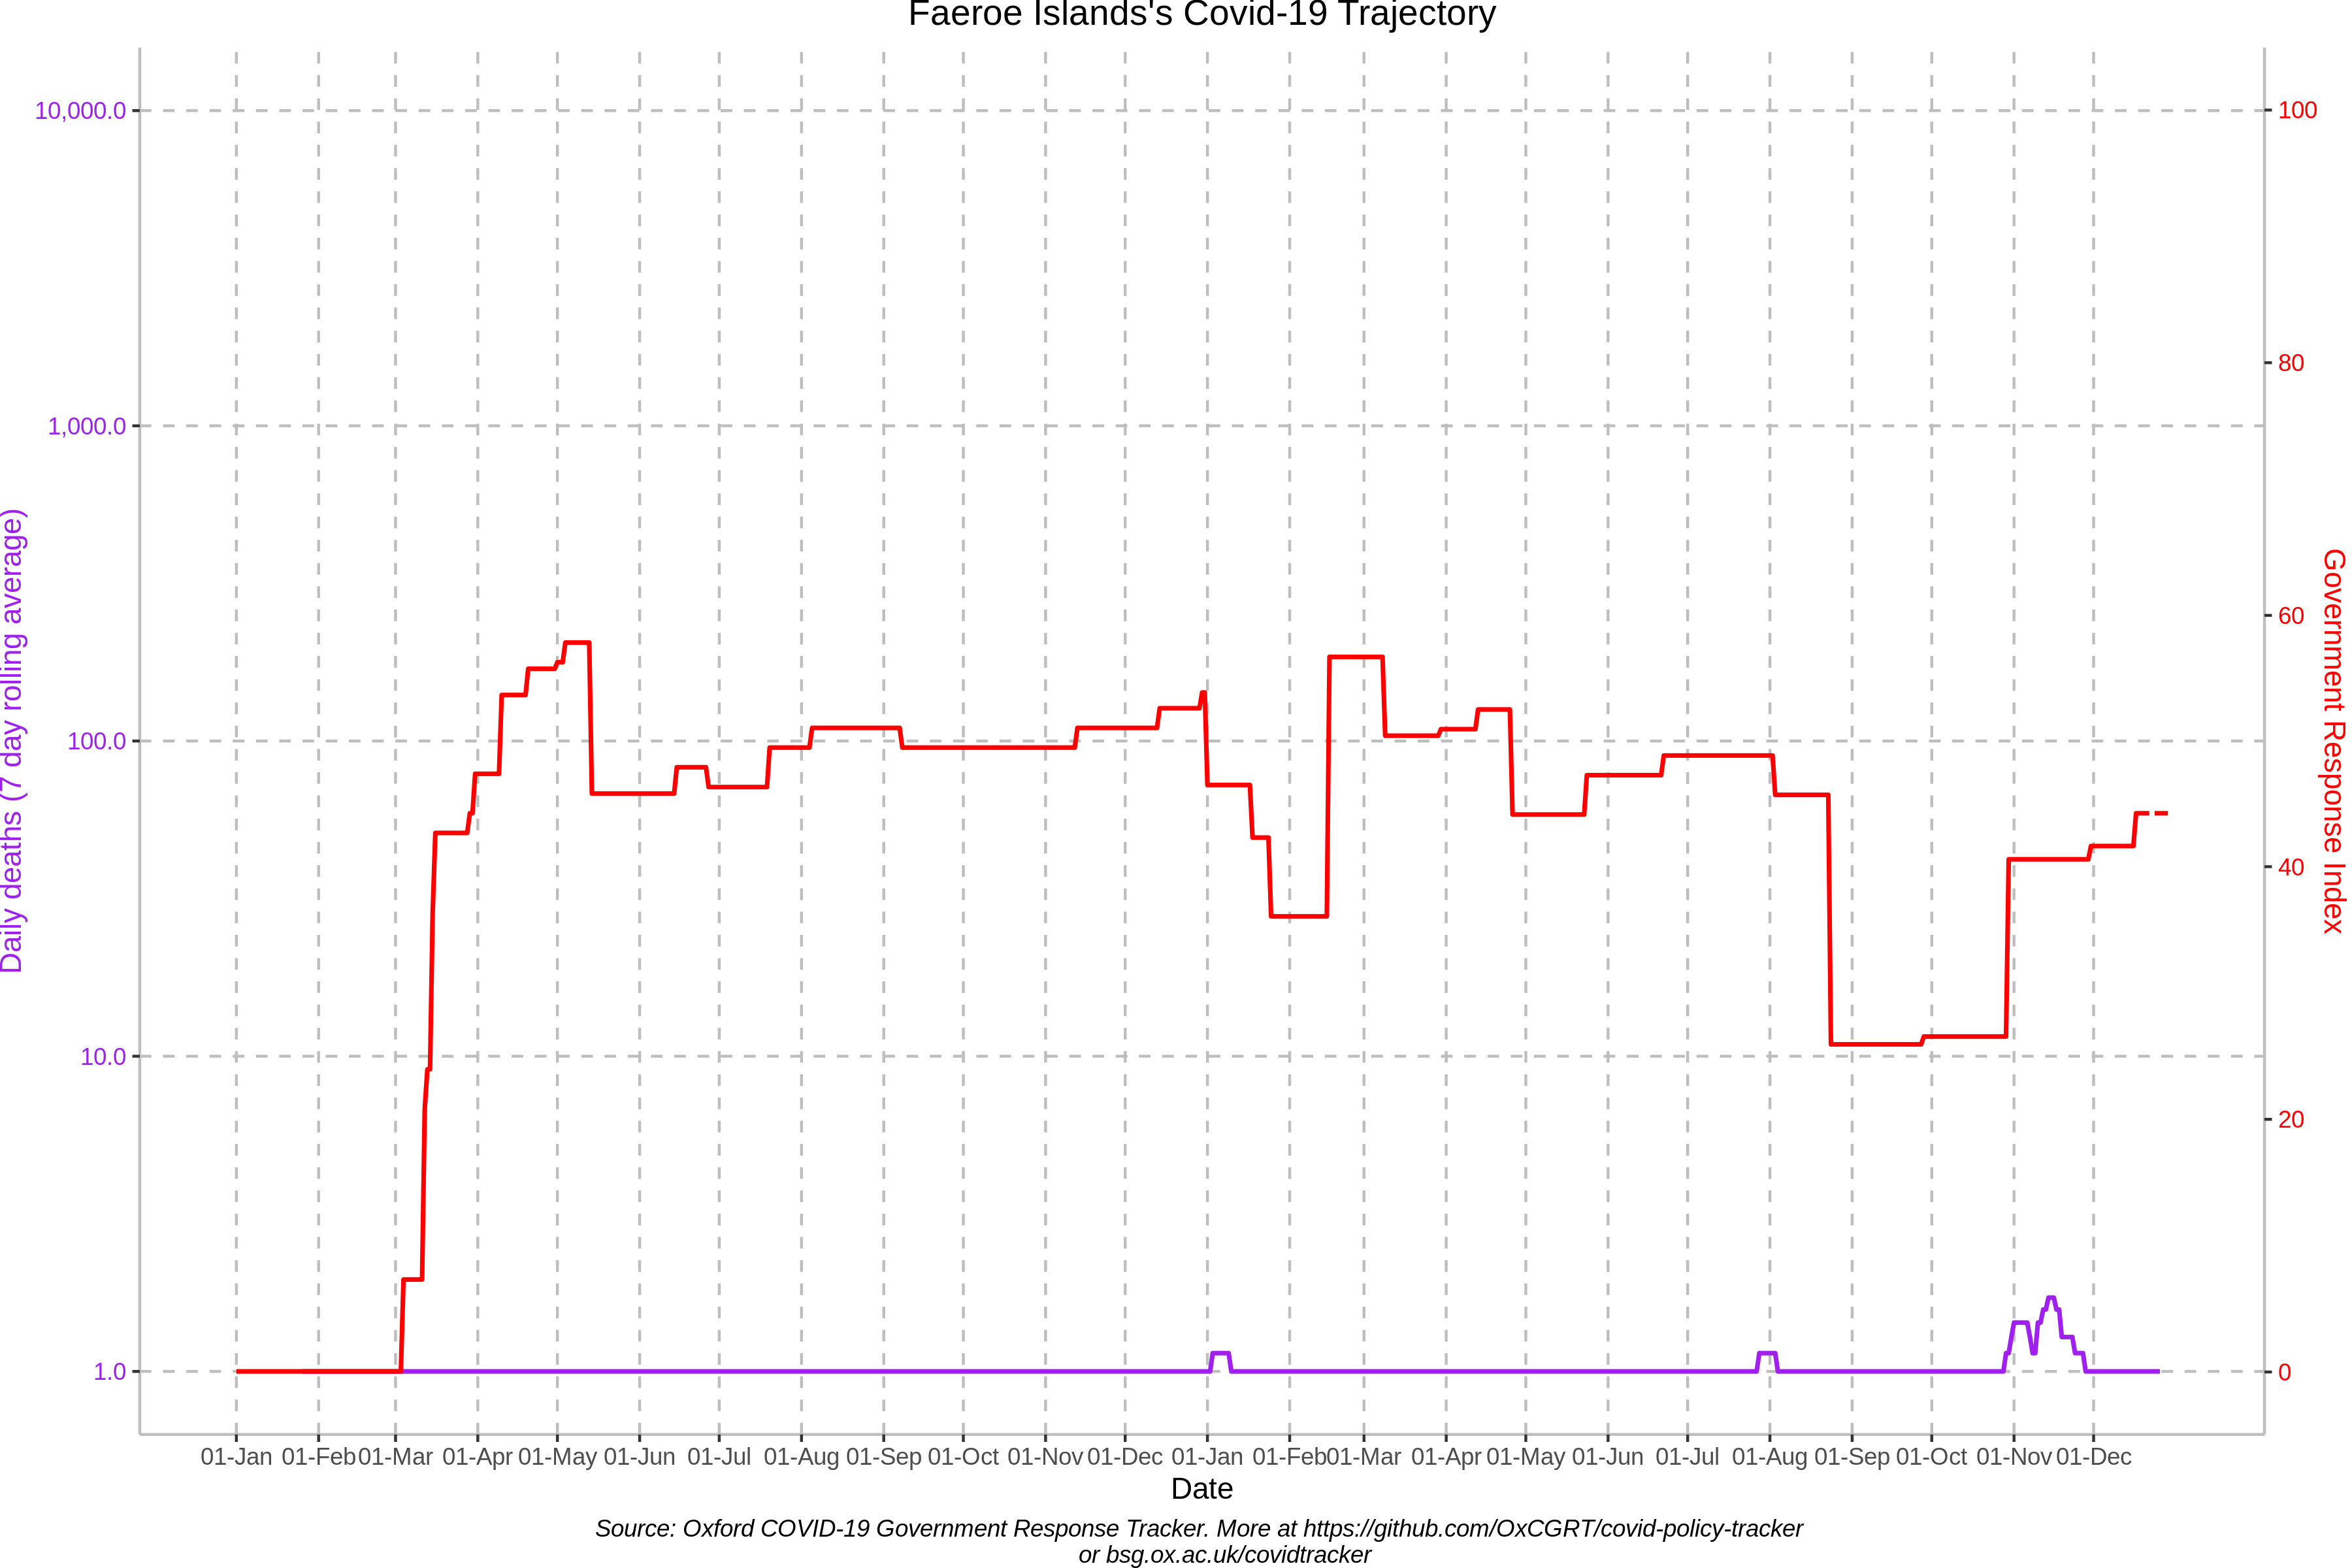 Faeroe Islands's Covid-19 Trajectory
10,000.0
1,000.0
100.0
10.0
1.0
Daily deaths (7 day rolling average)
100
80
60
40
20
0
Government Response Index
01-Jan 01-Feb 01-Mar 01-Apr 01-May 01-Jun 01-Jul 01-Aug 01-Sep 01-Oct 01-Nov 01-Dec 01-Jan 01-Feb 01-Mar 01-Apr 01-May 01-Jun 01-Jul 01-Aug 01-Sep 01-Oct 01-Nov 01-Dec
Date
Source: Oxford COVID-19 Government Response Tracker. More at https://github.com/OxCGRT/covid-policy-tracker
or bsg.ox.ac.uk/covidtracker